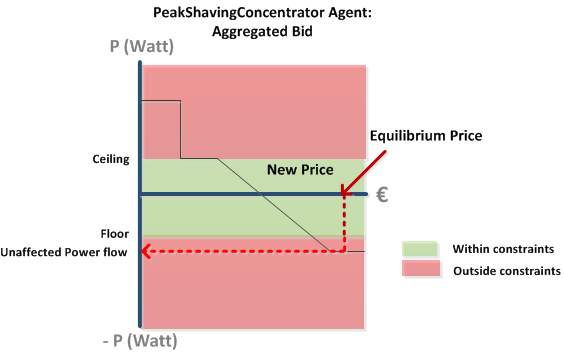 PeakShavingConcentrator Agent:
Aggregated Bid
P (Watt)
Equilibrium Price
Ceiling
New Price
€
Floor
Unaffected Power flow
Within constraints
Outside constraints
- P (Watt)